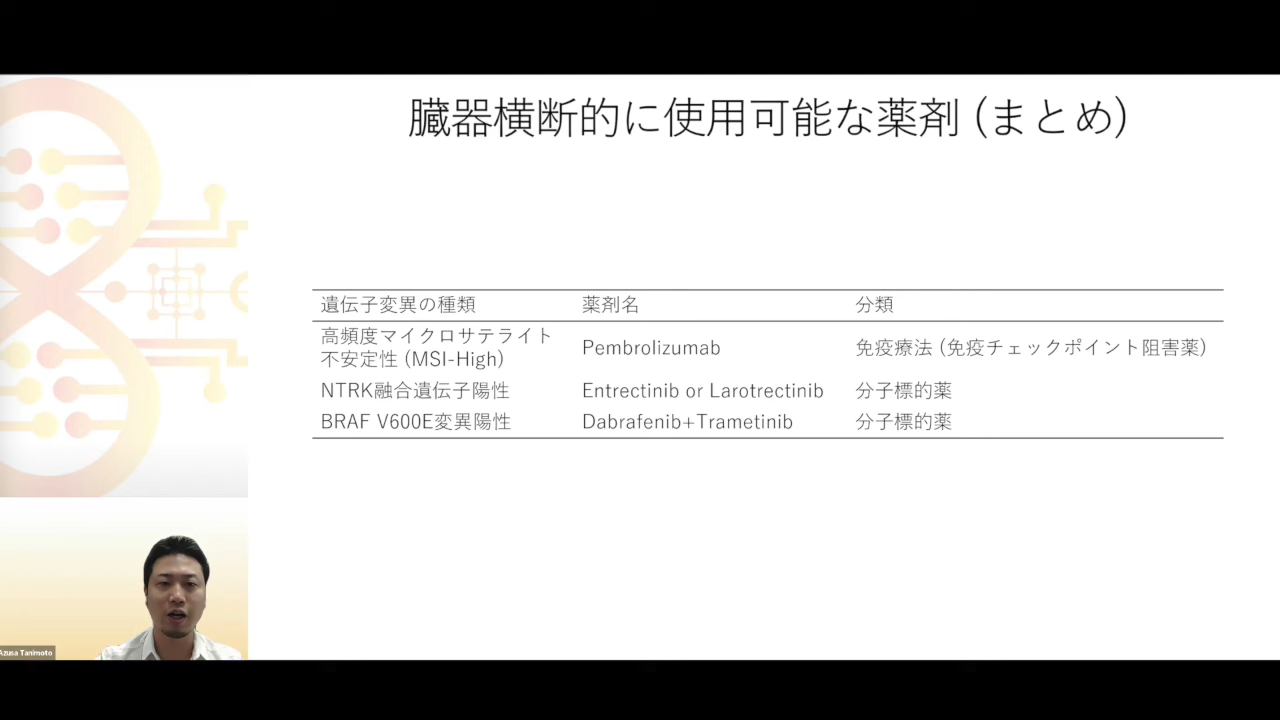 臓器横断的に使用可能な薬剤 (まとめ)
遺伝子変異の種類 薬剤名 分類
高頻度マイクロサテライト
不安定性 (MSI-High) Pembrolizumab 免疫療法 (免疫チェックポイント阻害薬)
NTRK融合遺伝子陽性 Entrectinib or Larotrectinib 分子標的薬
BRAF V600E変異陽性 Dabrafenib+Trametinib 分子標的薬
Azusa Tanimoto